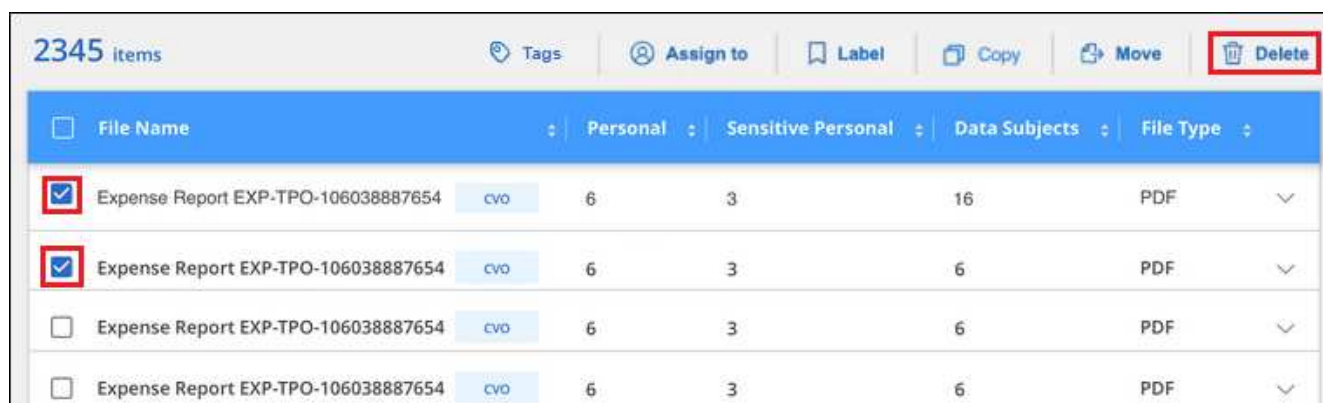 2345 items Tags Assign to Label Copy Move Delete
File Name Personal Sensitive Personal Data Subjects File Type
Expense Report EXP-TPO-106038887654 CVO 6 3 16 PDF
Expense Report EXP-TPO-106038887654 CVO 6 3 6 PDF
Expense Report EXP-TPO-106038887654 CVO 6 3 6 PDF
Expense Report EXP-TPO-106038887654 CVO 6 3 6 PDF